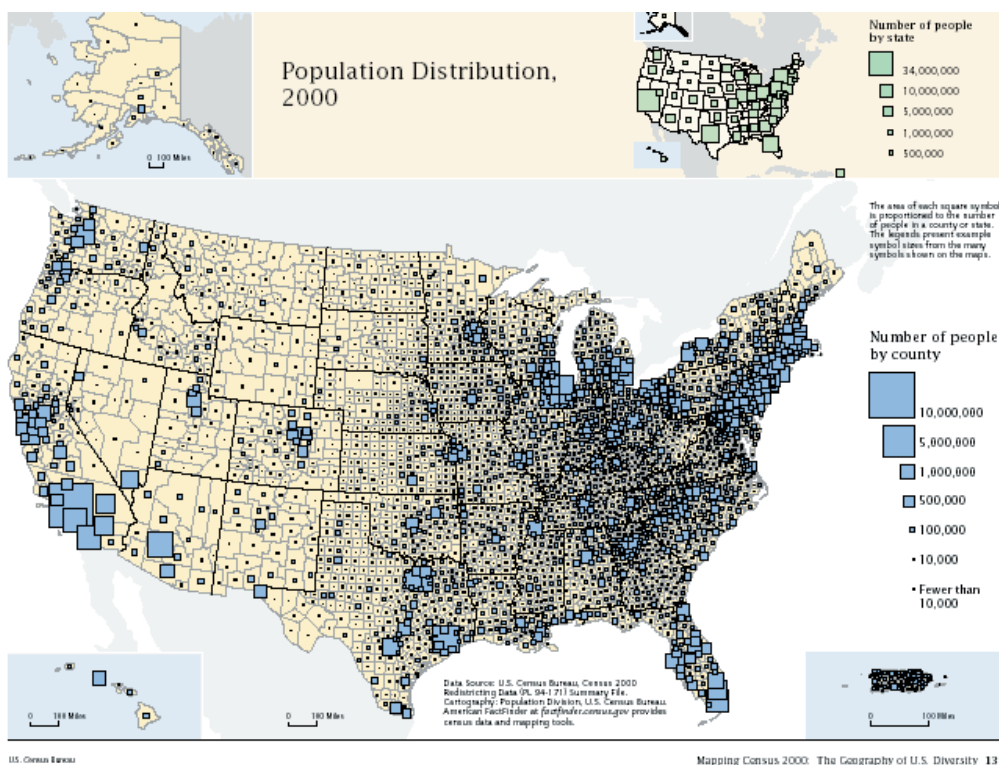 Population Distribution,
2000
Number of people
by state
34,000,000
10,000,000
5,000,000
1,000,000
500,000
0 100 Miles
The area of each square symbol
is proportioned to the number
of people in a county or state.
The legends present example
symbol sizes from the many
symbols shown on the maps.
Number of people
by county
10,000,000
5,000,000
1,000,000
500,000
100,000
10,000
Fewer than
10,000
Data Source: U.S. Census Bureau, Census 2000
Redistricting Data (PL 94-171) Summary File.
Cartography: Population Division, U.S. Census Bureau.
American FactFinder at factfinder.census.gov provides
census data and mapping tools.
0 100 Miles
0 100 Miles
0 100 Miles
U.S. Census Bureau
Mapping Census 2000: The Geography of U.S. Diversity 13